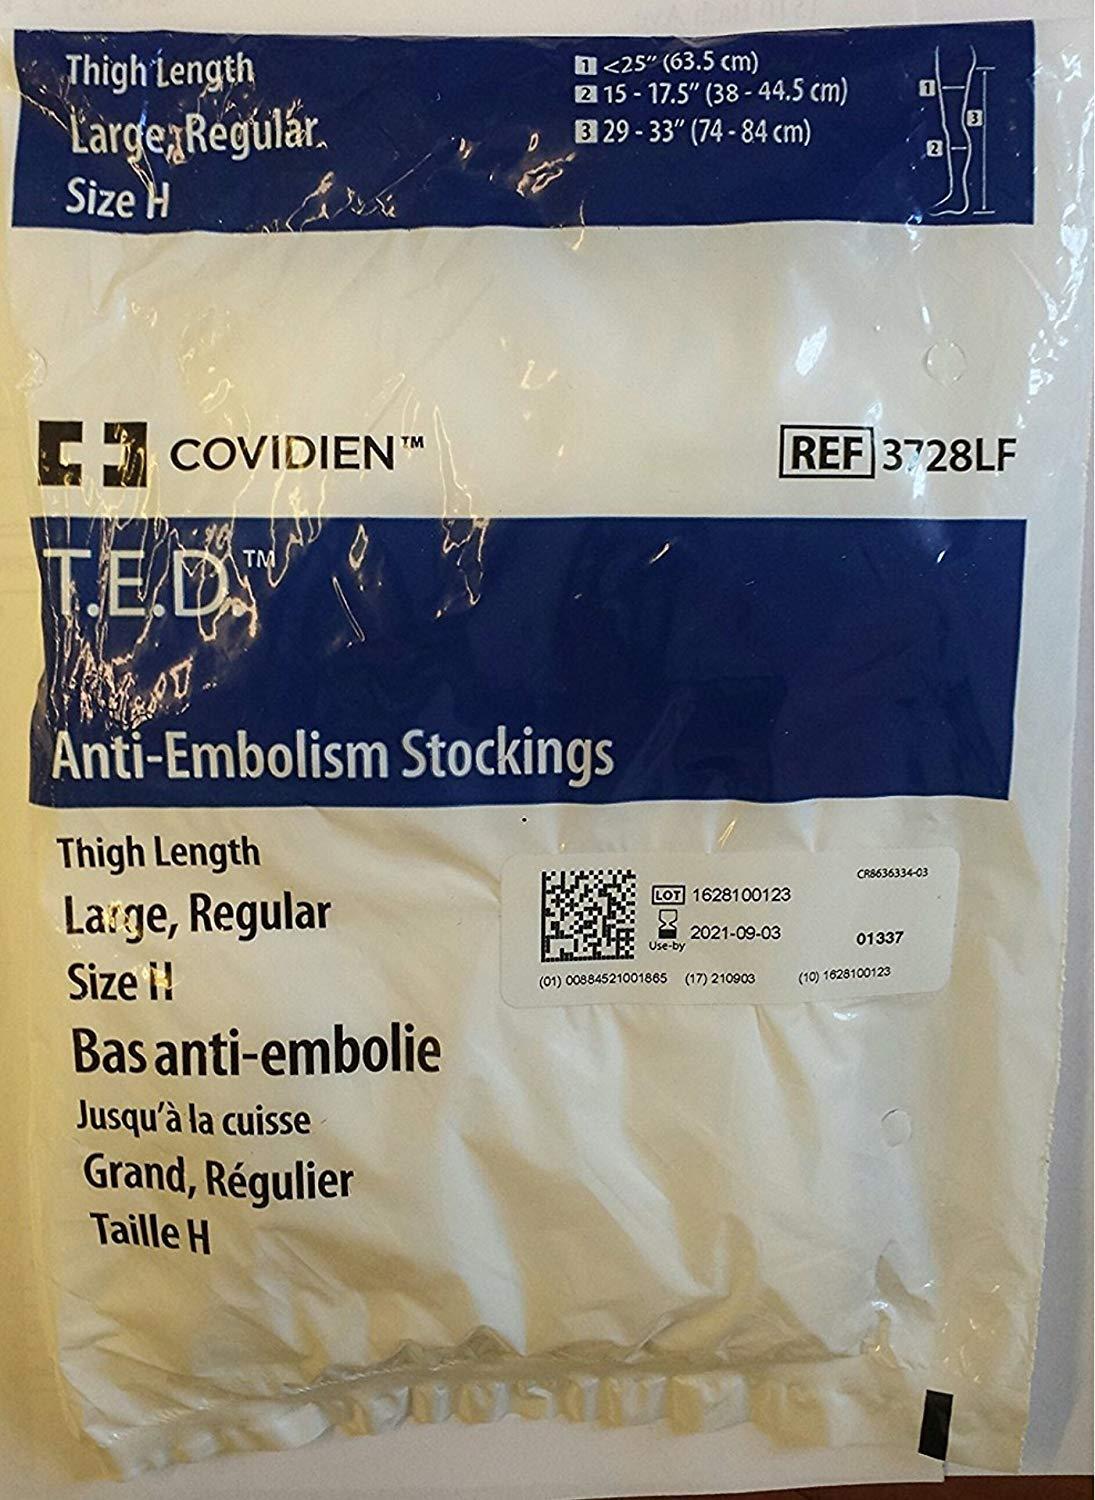 Thigh Length
Large, Regular
Size H
1 <25" (63.5 cm)
2 15 - 17.5" (38 - 44.5 cm)
3 29 - 33" (74 - 84 cm)
1
3
2
COVIDIEN™
REF 3728LF
T.E.D.™
Anti-Embolism Stockings
Thigh Length
Large, Regular
Size H
CR8636334-03
LOT 1628100123
Use-by 2021-09-03
01337
(01) 00884521001865 (17) 210903 (10) 1628100123
Bas anti-embolie
Jusqu'à la cuisse
Grand, Régulier
Taille H